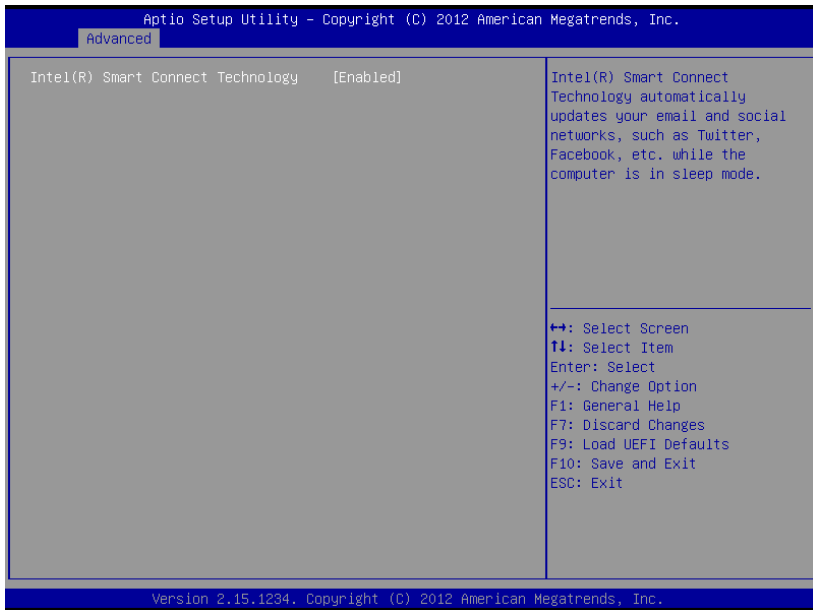 Aptio Setup Utility – Copyright (C) 2012 American Megatrends, Inc.
Advanced
Intel(R) Smart Connect Technology [Enabled]
Intel(R) Smart Connect
Technology automatically
updates your email and social
networks, such as Twitter,
Facebook, etc. while the
computer is in sleep mode.
↔: Select Screen
↑↓: Select Item
Enter: Select
+/-: Change Option
F1: General Help
F7: Discard Changes
F9: Load UEFI Defaults
F10: Save and Exit
ESC: Exit
Version 2.15.1234. Copyright (C) 2012 American Megatrends, Inc.